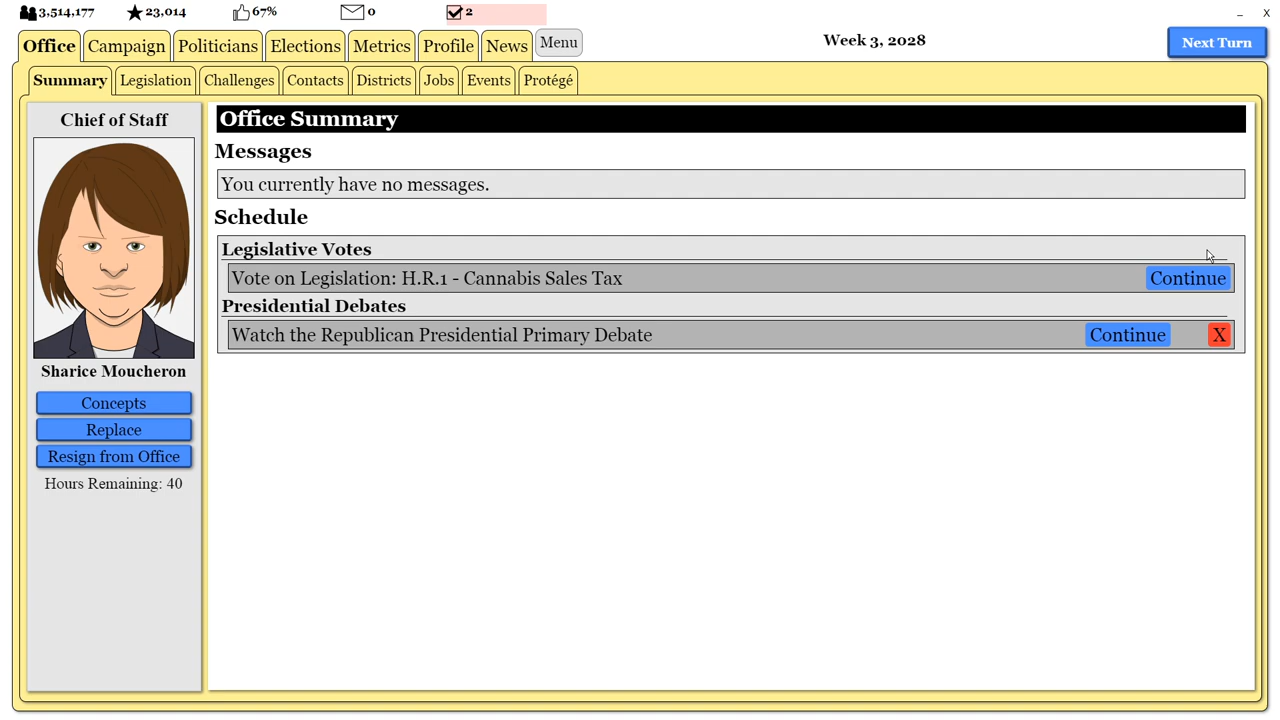 3,514,177 23,014 67% 0 2
_ X
Office Campaign Politicians Elections Metrics Profile News Menu Week 3, 2028 Next Turn
Summary Legislation Challenges Contacts Districts Jobs Events Protégé
Chief of Staff
Sharice Moucheron
Concepts
Replace
Resign from Office
Hours Remaining: 40
Office Summary
Messages
You currently have no messages.
Schedule
Legislative Votes
Vote on Legislation: H.R.1 - Cannabis Sales Tax Continue
Presidential Debates
Watch the Republican Presidential Primary Debate Continue X